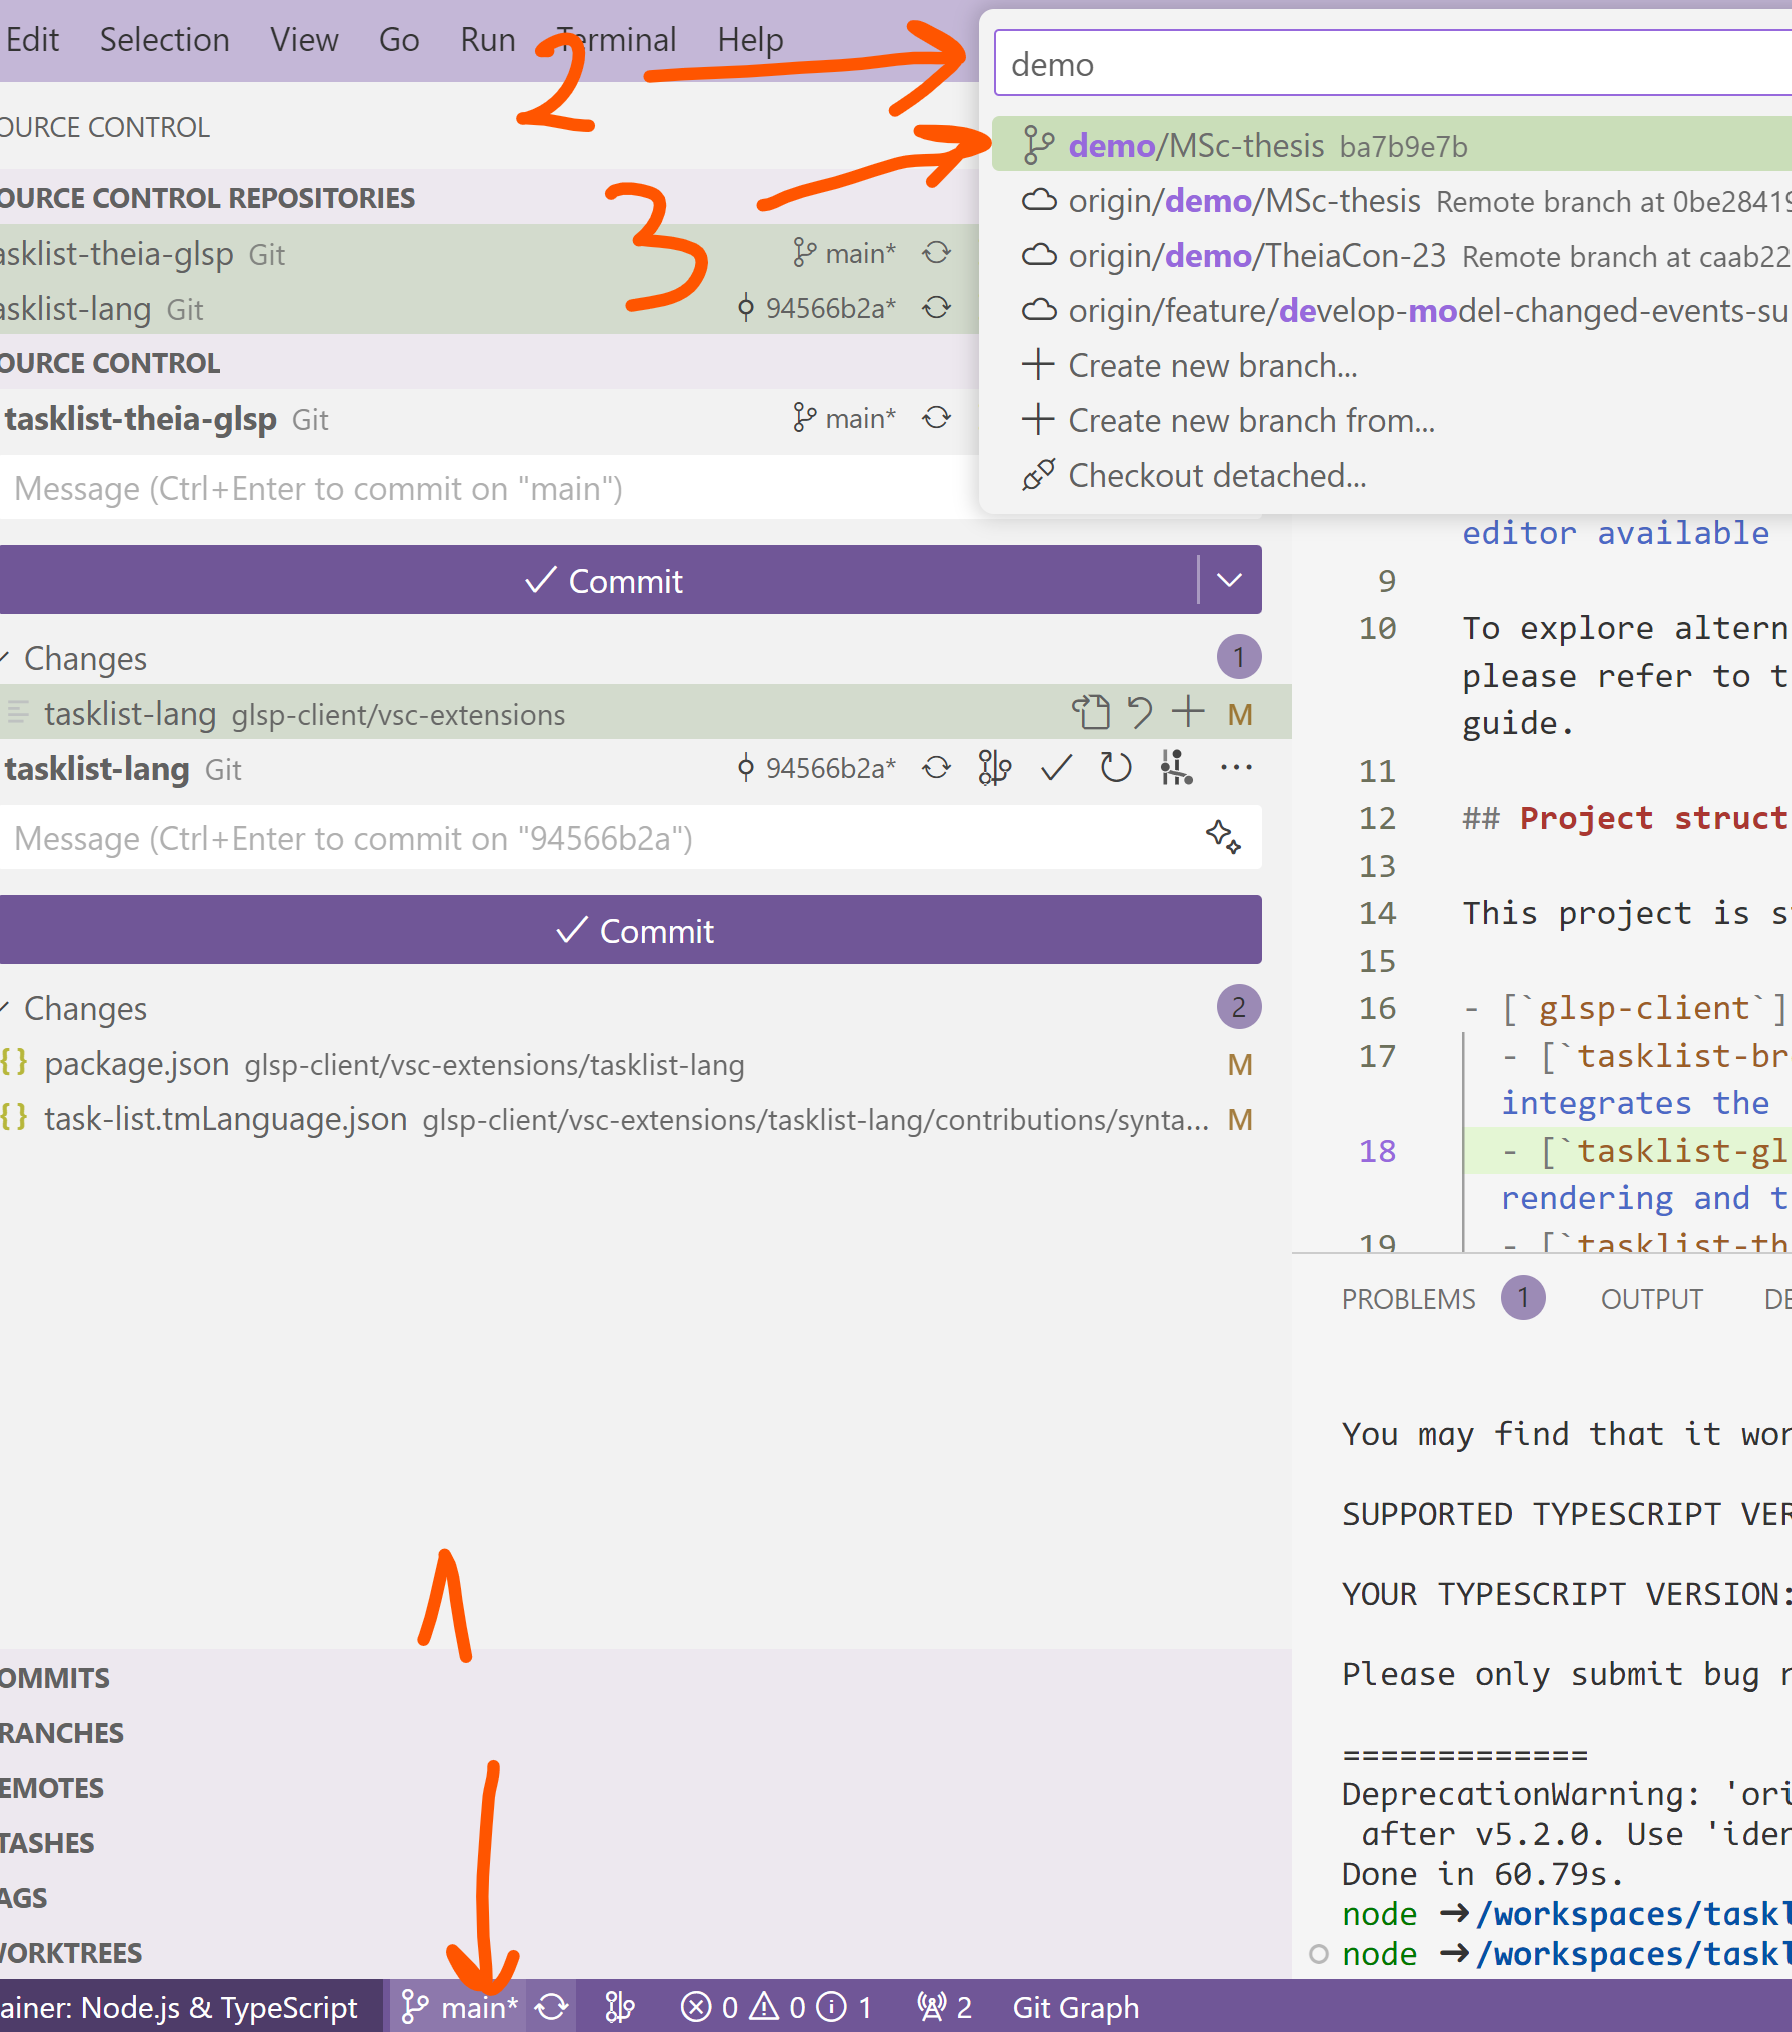 Edit Selection View Go Run Terminal Help
2
demo
OURCE CONTROL
demo/MSc-thesis ba7b9e7b
3
OURCE CONTROL REPOSITORIES
origin/demo/MSc-thesis Remote branch at 0be28419
asklist-theia-glsp Git main*
origin/demo/TheiaCon-23 Remote branch at caab22
asklist-lang Git 94566b2a*
origin/feature/develop-model-changed-events-su
OURCE CONTROL
Create new branch...
tasklist-theia-glsp Git main*
Create new branch from...
Message (Ctrl+Enter to commit on "main")
Checkout detached...
Commit
Changes 1
tasklist-lang glsp-client/vsc-extensions M
tasklist-lang Git 94566b2a* ...
Message (Ctrl+Enter to commit on "94566b2a")
Commit
Changes 2
{} package.json glsp-client/vsc-extensions/tasklist-lang M
{} task-list.tmLanguage.json glsp-client/vsc-extensions/tasklist-lang/contributions/synta... M
editor available
9
10 To explore altern
please refer to t
guide.
11
12 ## Project struct
13
14 This project is s
15
16 - [`glsp-client`]
17 - [`tasklist-br
integrates the
18 - [`tasklist-gl
rendering and t
19 - [`tasklist-th
PROBLEMS 1 OUTPUT DE
You may find that it wor
SUPPORTED TYPESCRIPT VER
YOUR TYPESCRIPT VERSION:
Please only submit bug r
=============
DeprecationWarning: 'ori
after v5.2.0. Use 'iden
Done in 60.79s.
node ➜ /workspaces/taskl
node ➜ /workspaces/taskl
1
OMMITS
RANCHES
EMOTES
TASHES
AGS
WORKTREES
ainer: Node.js & TypeScript main* 0 0 1 2 Git Graph